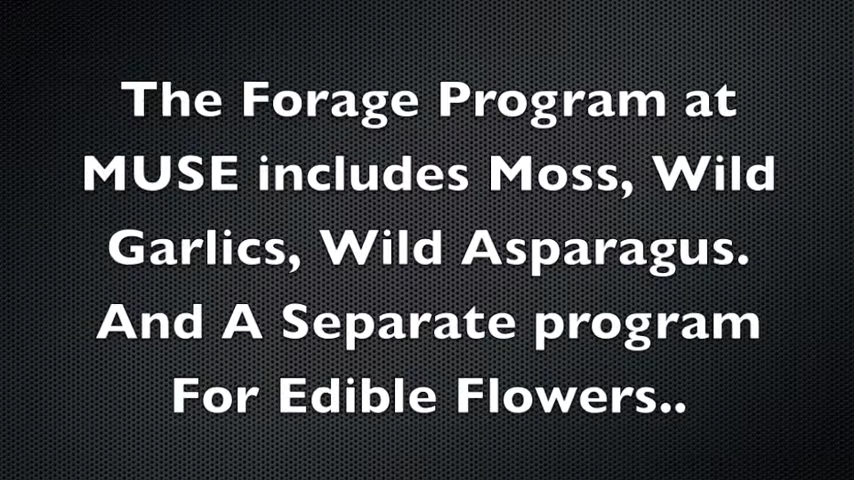 The Forage Program at
MUSE includes Moss, Wild
Garlics, Wild Asparagus.
And A Separate program
For Edible Flowers..